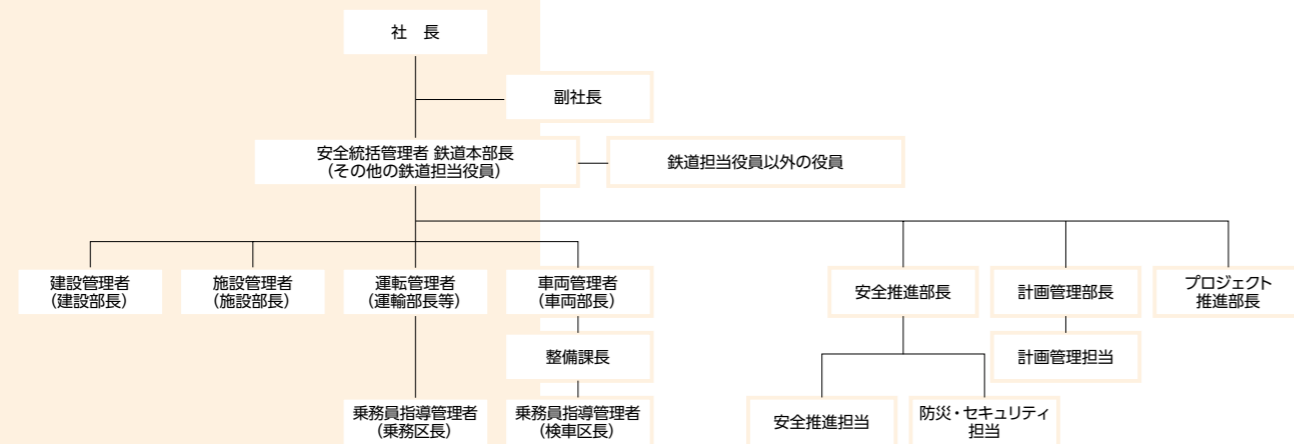 社　長
副社長
安全統括管理者 鉄道本部長
（その他の鉄道担当役員）
鉄道担当役員以外の役員
建設管理者
（建設部長）
施設管理者
（施設部長）
運転管理者
（運輸部長等）
車両管理者
（車両部長）
安全推進部長
計画管理部長
プロジェクト
推進部長
整備課長
計画管理担当
乗務員指導管理者
（乗務区長）
乗務員指導管理者
（検車区長）
安全推進担当
防災・セキュリティ
担当